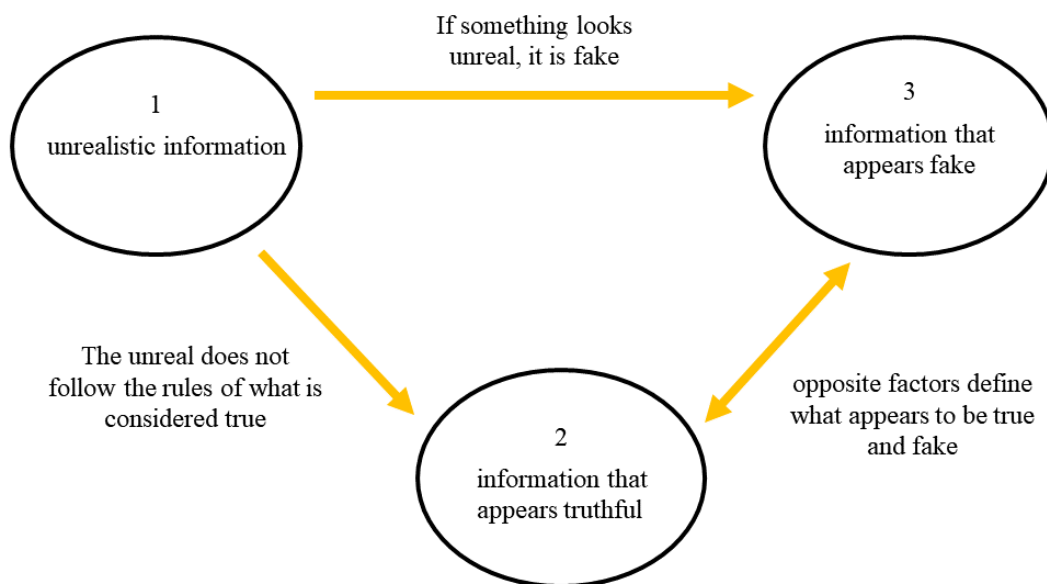 If something looks
unreal, it is fake
1
unrealistic information
3
information that
appears fake
The unreal does not
follow the rules of what is
considered true
opposite factors define
what appears to be true
and fake
2
information that
appears truthful